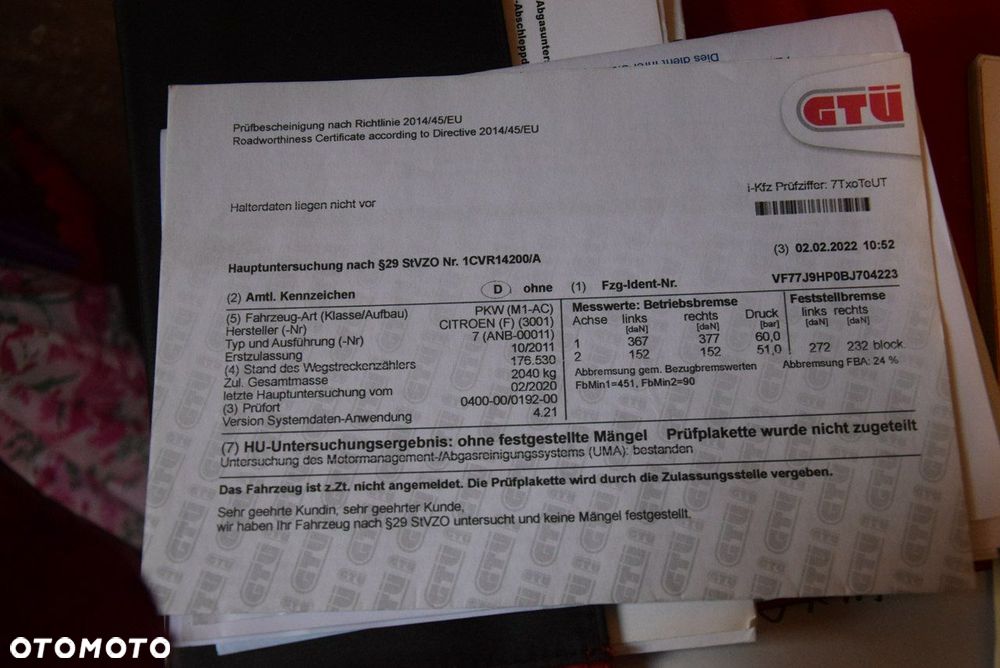 Abgasunter
-Abschleppd
Dies dient Ihrer
GTÜ
Prüfbescheinigung nach Richtlinie 2014/45/EU
Roadworthiness Certificate according to Directive 2014/45/EU
i-Kfz Prüfziffer: 7TxoTeUT
Halterdaten liegen nicht vor
(3) 02.02.2022 10:52
Hauptuntersuchung nach §29 StVZO Nr. 1CVR14200/A
(2) Amtl. Kennzeichen D ohne (1) Fzg-Ident-Nr. VF77J9HP0BJ704223
(5) Fahrzeug-Art (Klasse/Aufbau) PKW (M1-AC)
Hersteller (-Nr) CITROEN (F) (3001)
Typ und Ausführung (-Nr) 7 (ANB-00011)
Erstzulassung 10/2011
(4) Stand des Wegstreckenzählers 176.530
Zul. Gesamtmasse 2040 kg
letzte Hauptuntersuchung vom 02/2020
(3) Prüfort 0400-00/0192-00
Version Systemdaten-Anwendung 4.21
Messwerte: Betriebsbremse Feststellbremse
Achse links rechts Druck links rechts
[daN] [daN] [bar] [daN] [daN]
1 367 377 60,0
2 152 152 51,0 272 232 block.
Abbremsung gem. Bezugbremswerten Abbremsung FBA: 24 %
FbMin1=451, FbMin2=90
(7) HU-Untersuchungsergebnis: ohne festgestellte Mängel Prüfplakette wurde nicht zugeteilt
Untersuchung des Motormanagement-/Abgasreinigungssystems (UMA): bestanden
Das Fahrzeug ist z.Zt. nicht angemeldet. Die Prüfplakette wird durch die Zulassungsstelle vergeben.
Sehr geehrte Kundin, sehr geehrter Kunde,
wir haben Ihr Fahrzeug nach §29 StVZO untersucht und keine Mängel festgestellt.
OTOMOTO